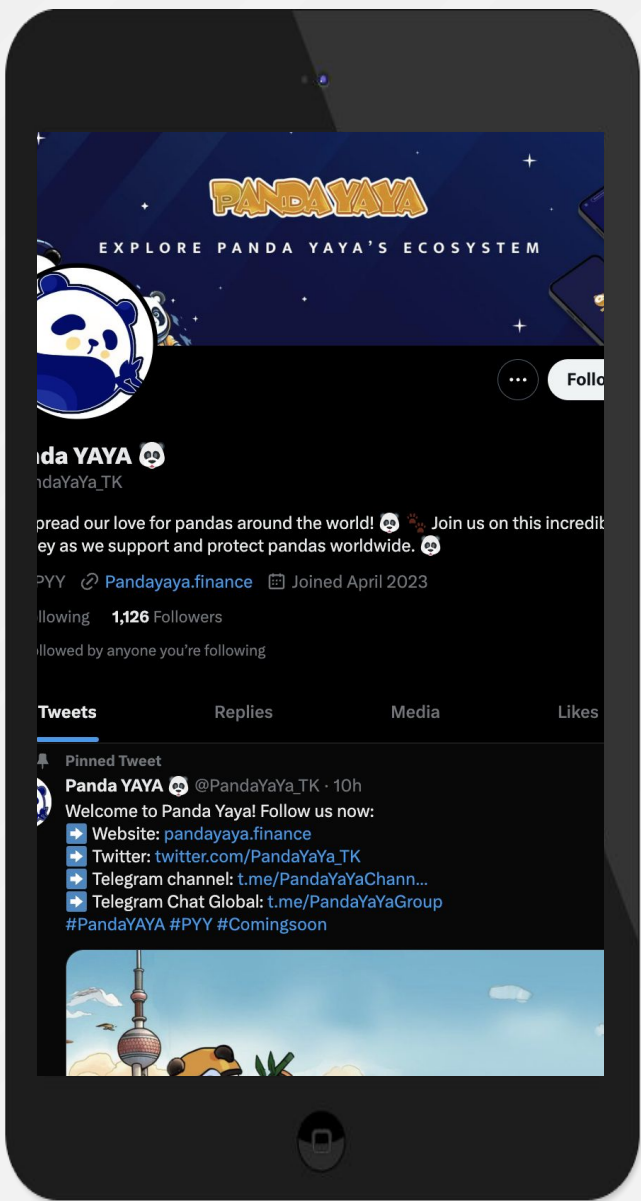 PANDA YAYA
EXPLORE PANDA YAYA'S ECOSYSTEM
Follo
nda YAYA 🐼
ndaYaYa_TK
pread our love for pandas around the world! 🐼 🐾 Join us on this incredib
ey as we support and protect pandas worldwide. 🐼
PYY Pandayaya.finance Joined April 2023
llowing 1,126 Followers
llowed by anyone you're following
Tweets Replies Media Likes
Pinned Tweet
Panda YAYA 🐼 @PandaYaYa_TK · 10h
Welcome to Panda Yaya! Follow us now:
➡️ Website: pandayaya.finance
➡️ Twitter: twitter.com/PandaYaYa_TK
➡️ Telegram channel: t.me/PandaYaYaChann...
➡️ Telegram Chat Global: t.me/PandaYaYaGroup
#PandaYAYA #PYY #Comingsoon